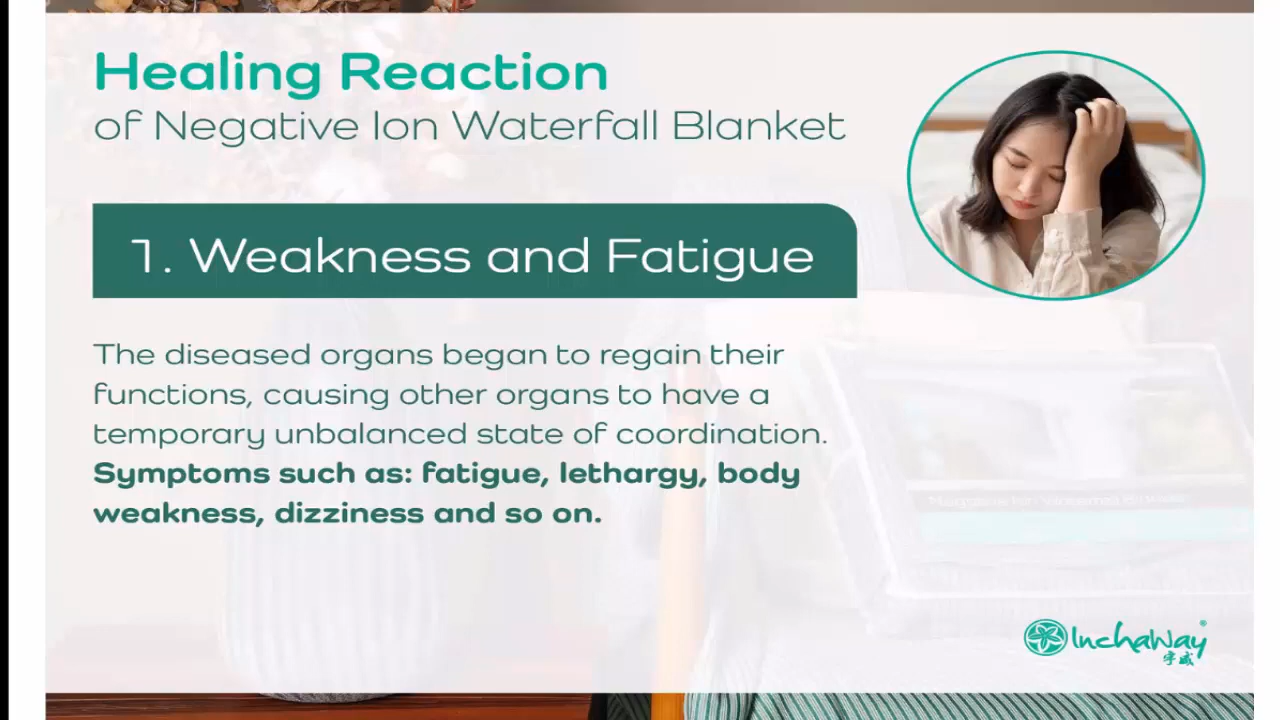 Healing Reaction
of Negative Ion Waterfall Blanket
1. Weakness and Fatigue
The diseased organs began to regain their
functions, causing other organs to have a
temporary unbalanced state of coordination.
Symptoms such as: fatigue, lethargy, body
weakness, dizziness and so on.
Inchaway®
宇威